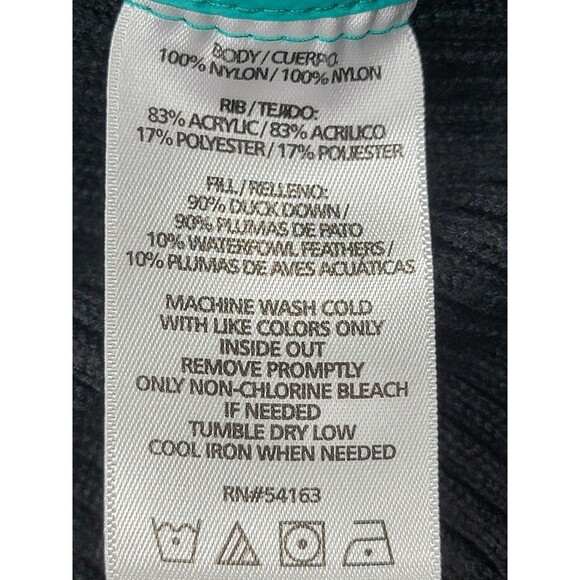 BODY/CUERPO:
100% NYLON/100% NYLON
RIB/TEJIDO:
83% ACRYLIC/83% ACRILICO
17% POLYESTER/17% POLIESTER
FILL/RELLENO:
90% DUCK DOWN/
90% PLUMAS DE PATO
10% WATERFOWL FEATHERS/
10% PLUMAS DE AVES ACUATICAS
MACHINE WASH COLD
WITH LIKE COLORS ONLY
INSIDE OUT
REMOVE PROMPTLY
ONLY NON-CHLORINE BLEACH
IF NEEDED
TUMBLE DRY LOW
COOL IRON WHEN NEEDED
RN#54163